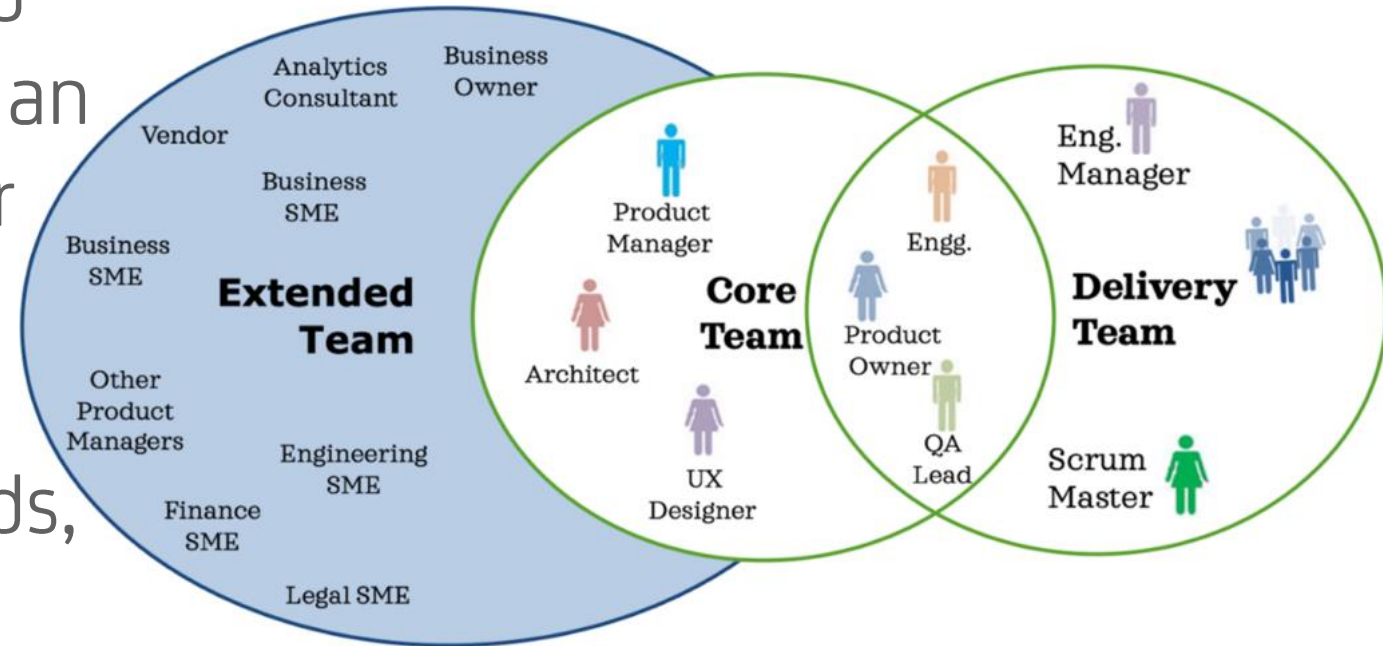 an
r
ds,
Analytics
Consultant
Business
Owner
Vendor
Business
SME
Business
SME
Extended
Team
Other
Product
Managers
Engineering
SME
Finance
SME
Legal SME
Product
Manager
Architect
Core
Team
UX
Designer
Engg.
Product
Owner
QA
Lead
Eng.
Manager
Delivery
Team
Scrum
Master